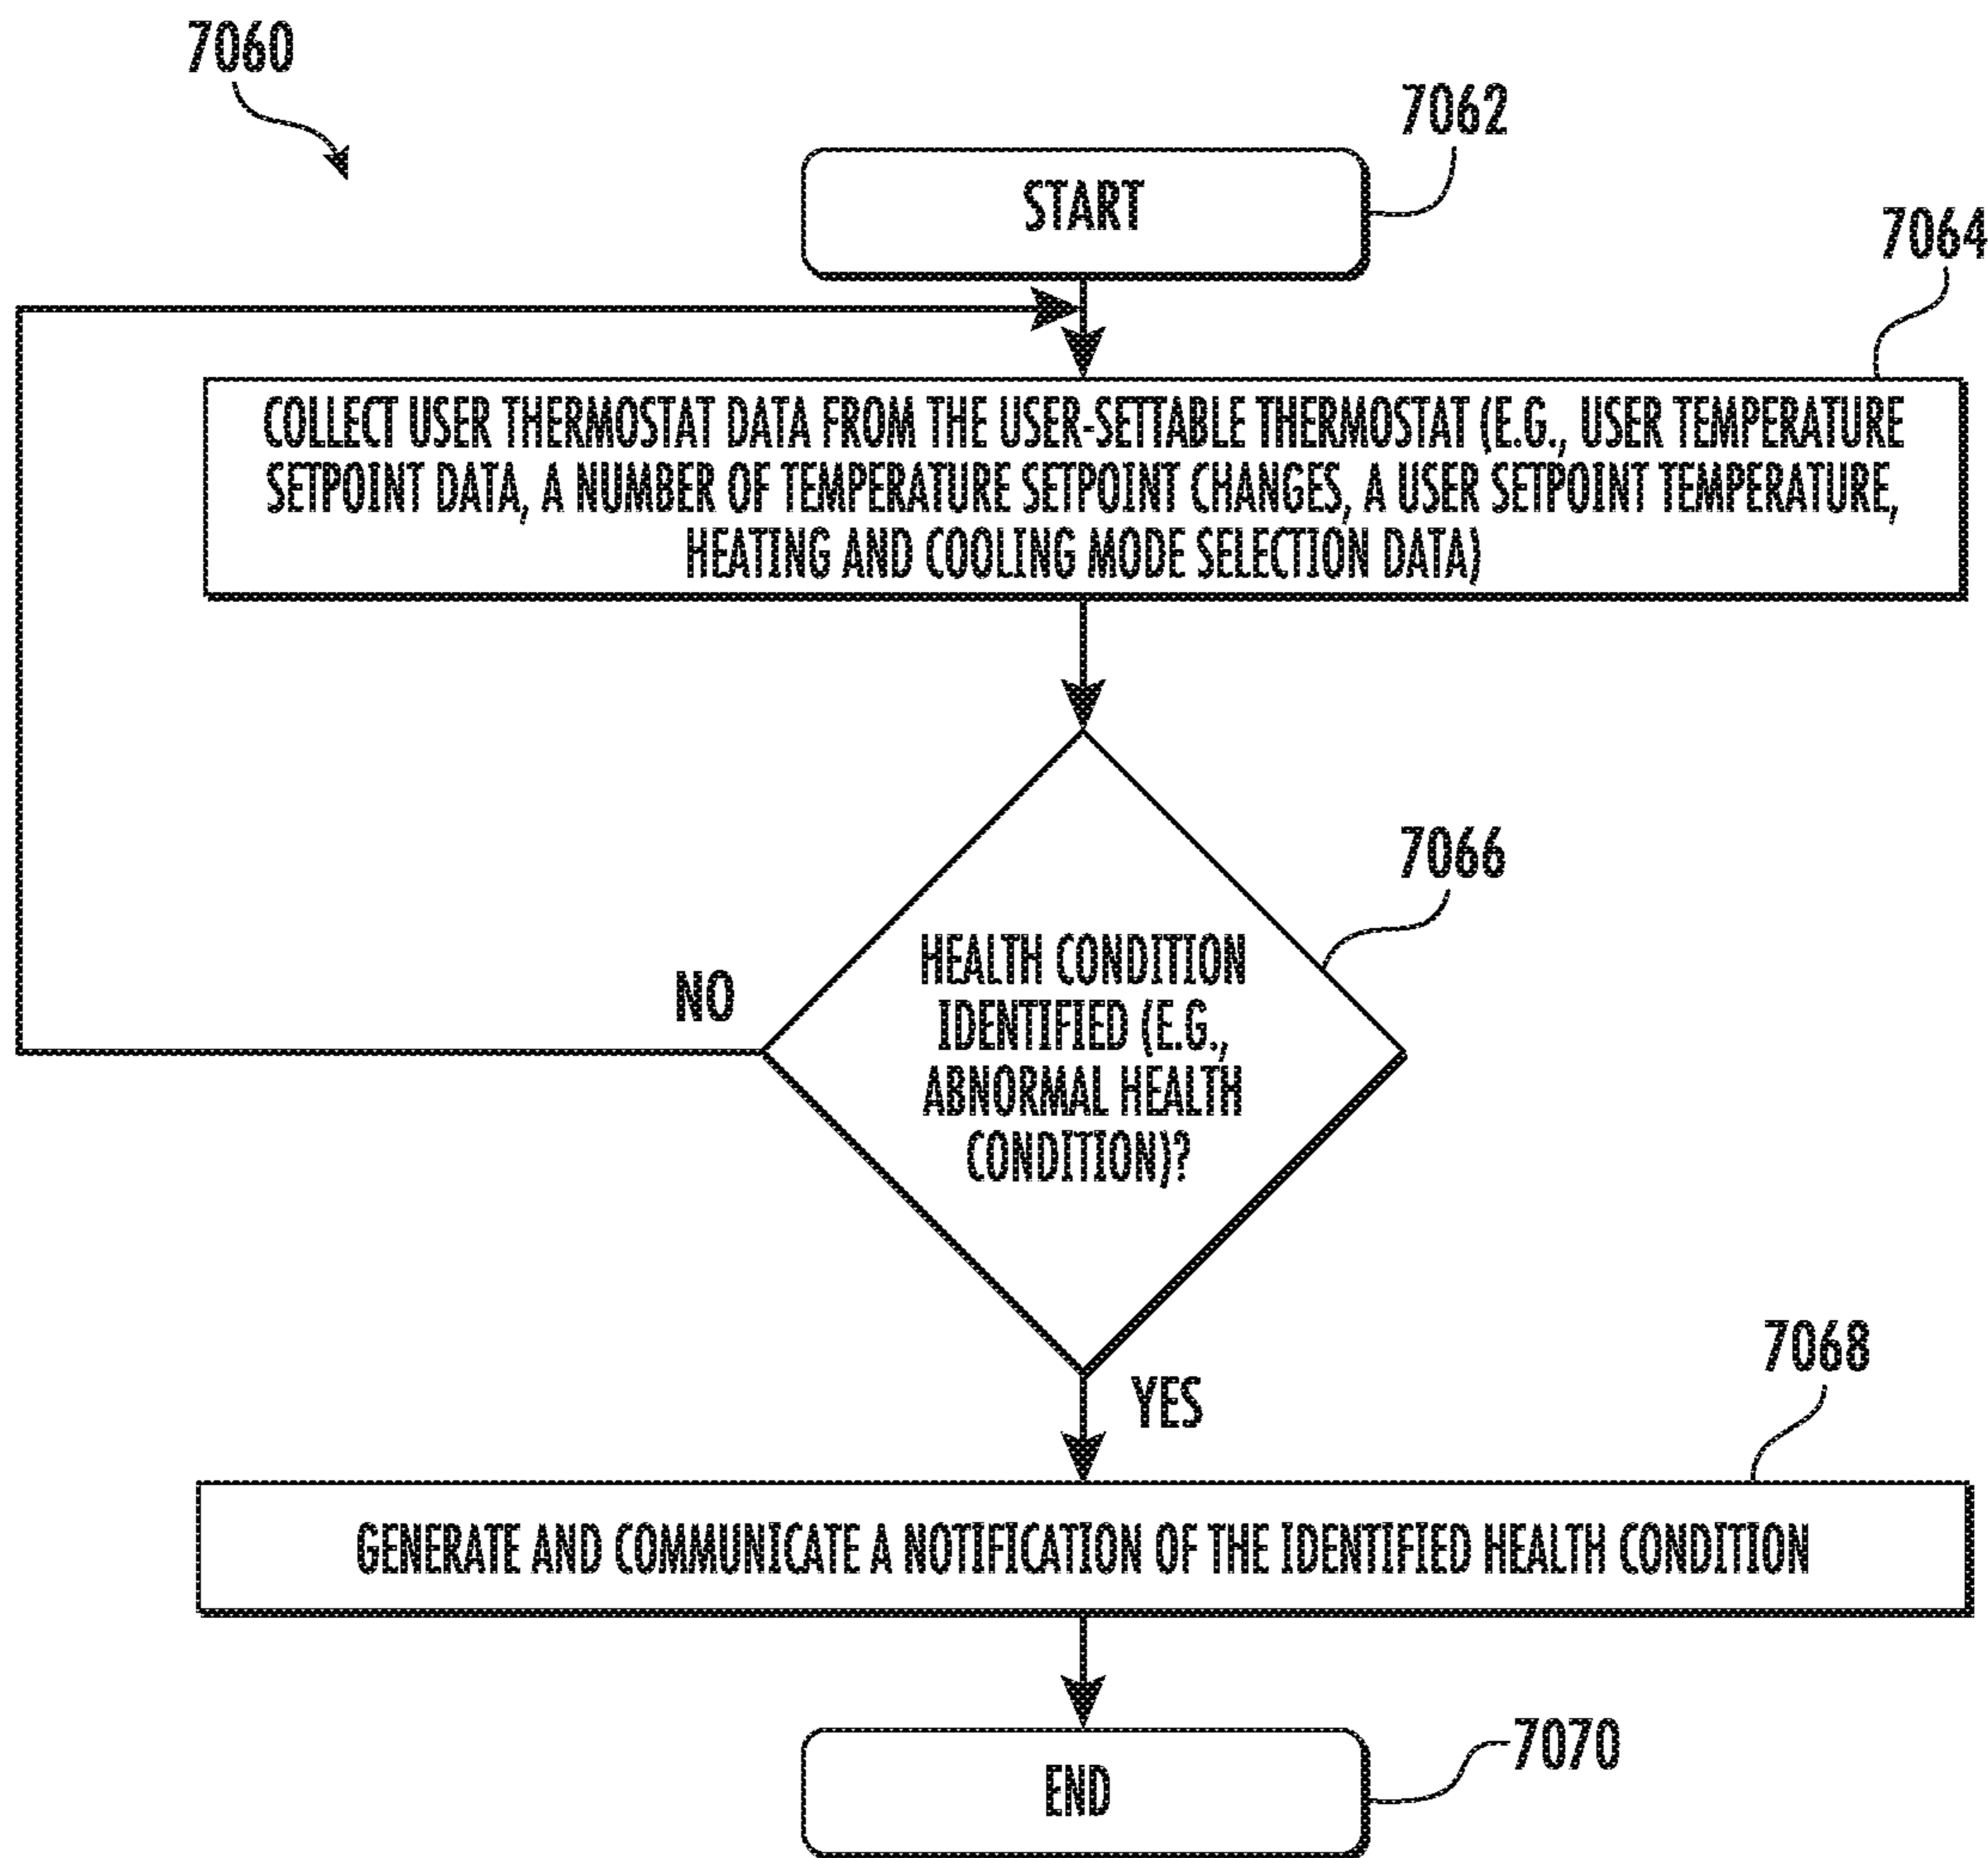 7060
7062
START
7064
COLLECT USER THERMOSTAT DATA FROM THE USER-SETTABLE THERMOSTAT (E.G., USER TEMPERATURE
SETPOINT DATA, A NUMBER OF TEMPERATURE SETPOINT CHANGES, A USER SETPOINT TEMPERATURE,
HEATING AND COOLING MODE SELECTION DATA)
7066
HEALTH CONDITION
IDENTIFIED (E.G.,
ABNORMAL HEALTH
CONDITION)?
NO
YES
7068
GENERATE AND COMMUNICATE A NOTIFICATION OF THE IDENTIFIED HEALTH CONDITION
7070
END